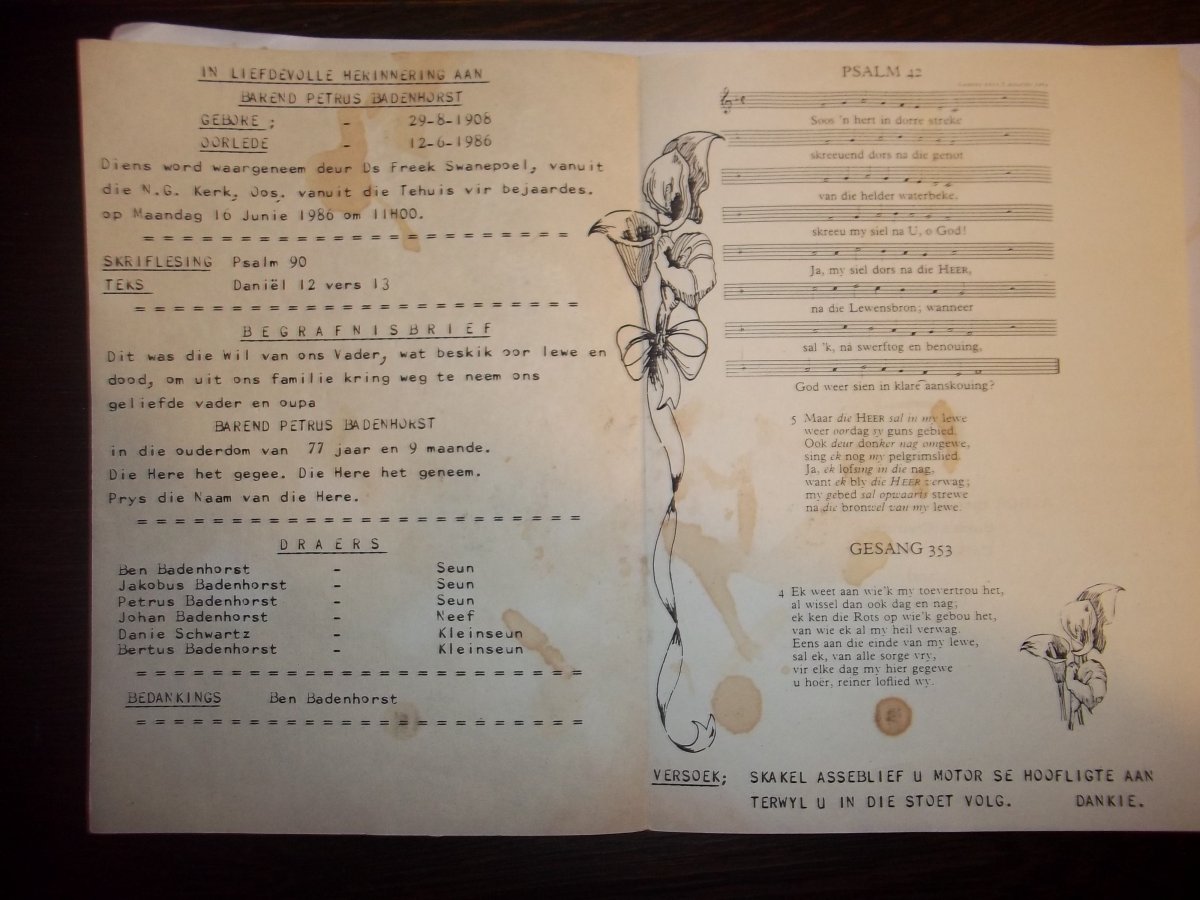 IN LIEFDEVOLLE HERINNERING AAN
BAREND PETRUS BADENHORST
GEBORE ; - 29-8-1908
OORLEDE - 12-6-1986
Diens word waargeneem deur Ds Freek Swanepoel, vanuit
die N.G. Kerk, Oos. vanuit die Tehuis vir bejaardes.
op Maandag 16 Junie 1986 om 11H00.
= = = = = = = = = = = = = = = = = = = =
SKRIFLESING Psalm 90
TEKS Daniël 12 vers 13
= = = = = = = = = = = = = = = = = = = =
BEGRAFNISBRIEF
Dit was die Wil van ons Vader, wat beskik oor lewe en
dood, om uit ons familie kring weg te neem ons
geliefde vader en oupa
BAREND PETRUS BADENHORST
in die ouderdom van 77 jaar en 9 maande.
Die Here het gegee. Die Here het geneem.
Prys die Naam van die Here.
= = = = = = = = = = = = = = = = = = = =
DRAERS
Ben Badenhorst - Seun
Jakobus Badenhorst - Seun
Petrus Badenhorst - Seun
Johan Badenhorst - Neef
Danie Schwartz - Kleinseun
Bertus Badenhorst - Kleinseun
= = = = = = = = = = = = = = = = = = = =
BEDANKINGS Ben Badenhorst
= = = = = = = = = = = = = = = = = = = =
PSALM 42
Soos 'n hert in dorre streke
skreeuend dors na die genot
van die helder waterbeke,
skreeu my siel na U, o God!
Ja, my siel dors na die HEER,
na die Lewensbron; wanneer
sal 'k, ná swerftog en benouing,
God weer sien in klare aanskouing?
5 Maar die HEER sal in my lewe
weer oordag sy guns gebied.
Ook deur donker nag omgewe,
sing ek nog my pelgrimslied.
Ja, ek lofsing in die nag,
want ek bly die HEER verwag;
my gebed sal opwaarts strewe
na die bronwel van my lewe.
GESANG 353
4 Ek weet aan wie'k my toevertrou het,
al wissel dan ook dag en nag;
ek ken die Rots op wie'k gebou het,
van wie ek al my heil verwag.
Eens aan die einde van my lewe,
sal ek, van alle sorge vry,
vir elke dag my hier gegewe
u hoër, reiner loflied wy.
VERSOEK; SKAKEL ASSEBLIEF U MOTOR SE HOOFLIGTE AAN
TERWYL U IN DIE STOET VOLG. DANKIE.